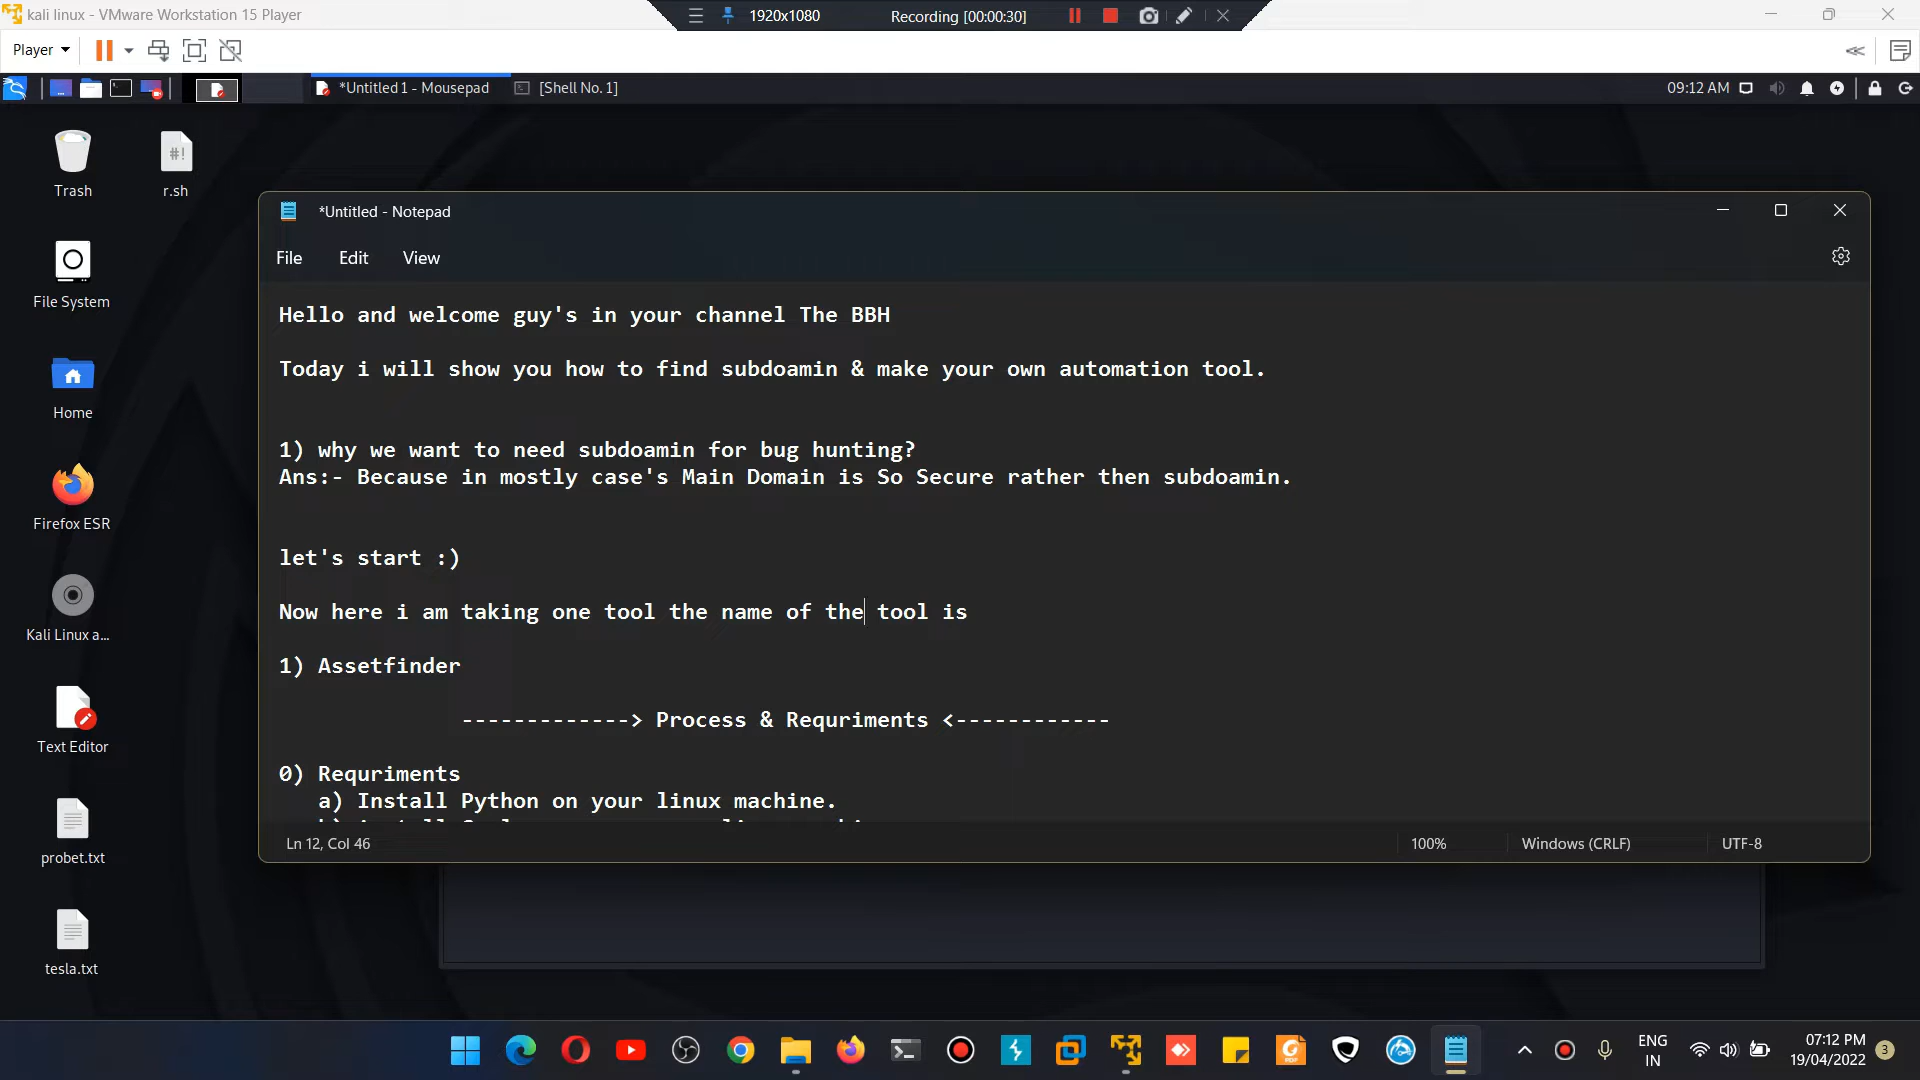 kali linux - VMware Workstation 15 Player
1920x1080
Recording [00:00:30]
Player
*Untitled 1 - Mousepad
[Shell No. 1]
09:12 AM
Trash
r.sh
File System
Home
Firefox ESR
Kali Linux a...
Text Editor
probet.txt
tesla.txt
*Untitled - Notepad
File
Edit
View
Hello and welcome guy's in your channel The BBH
Today i will show you how to find subdoamin & make your own automation tool.
1) why we want to need subdoamin for bug hunting?
Ans:- Because in mostly case's Main Domain is So Secure rather then subdoamin.
let's start :)
Now here i am taking one tool the name of the tool is
1) Assetfinder
-------------> Process & Requriments <------------
0) Requriments
a) Install Python on your linux machine.
Ln 12, Col 46
100%
Windows (CRLF)
UTF-8
ENG
IN
07:12 PM
19/04/2022
3